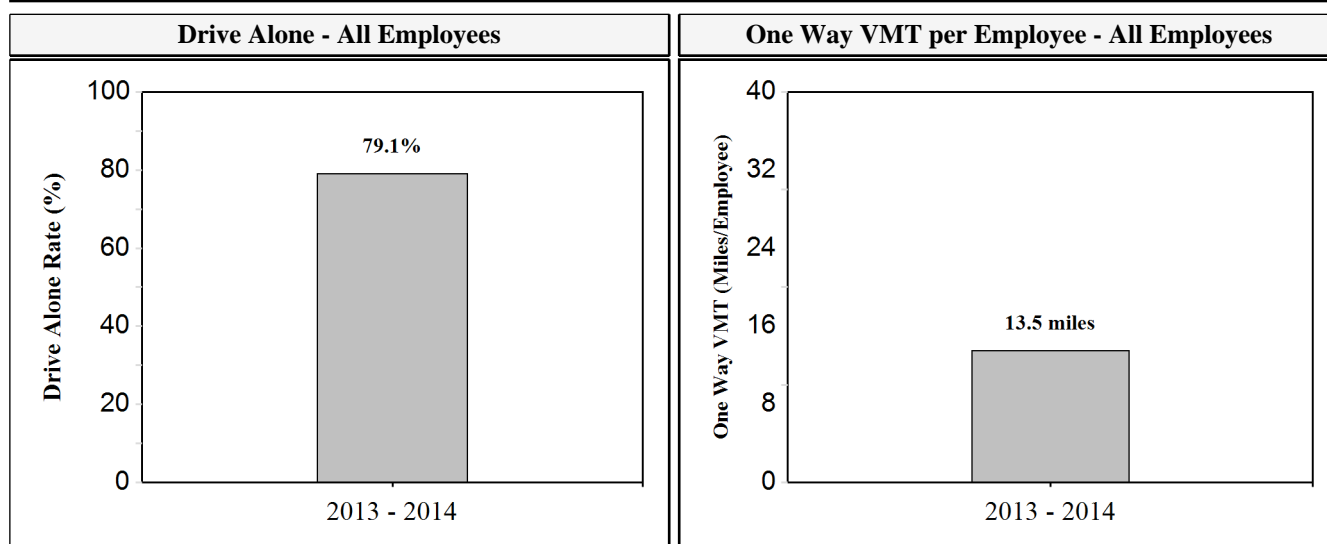 Drive Alone - All Employees
Drive Alone Rate (%)
100
80
60
40
20
0
79.1%
2013 - 2014
One Way VMT per Employee - All Employees
One Way VMT (Miles/Employee)
40
32
24
16
8
0
13.5 miles
2013 - 2014